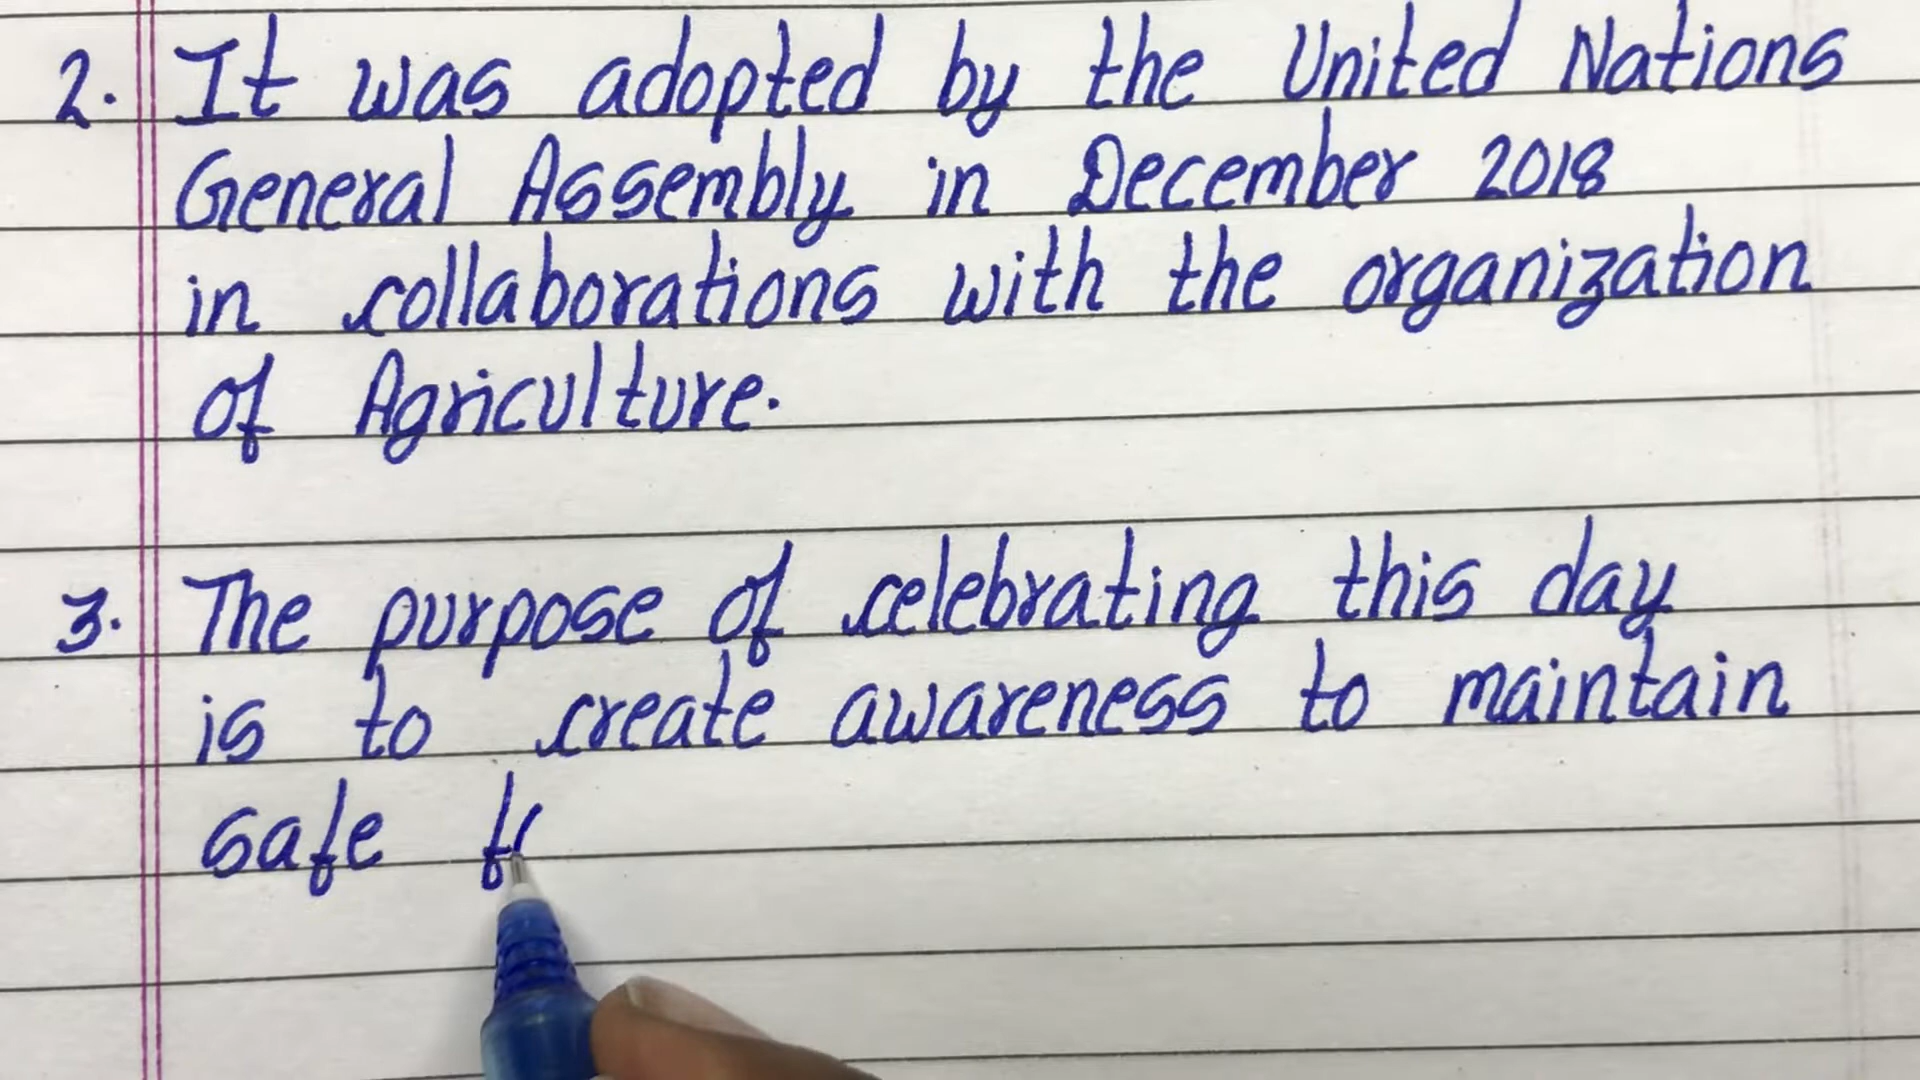 2. It was adopted by the United Nations
General Assembly in December 2018
in collaborations with the organization
of Agriculture.
3. The purpose of celebrating this day
is to create awareness to maintain
safe